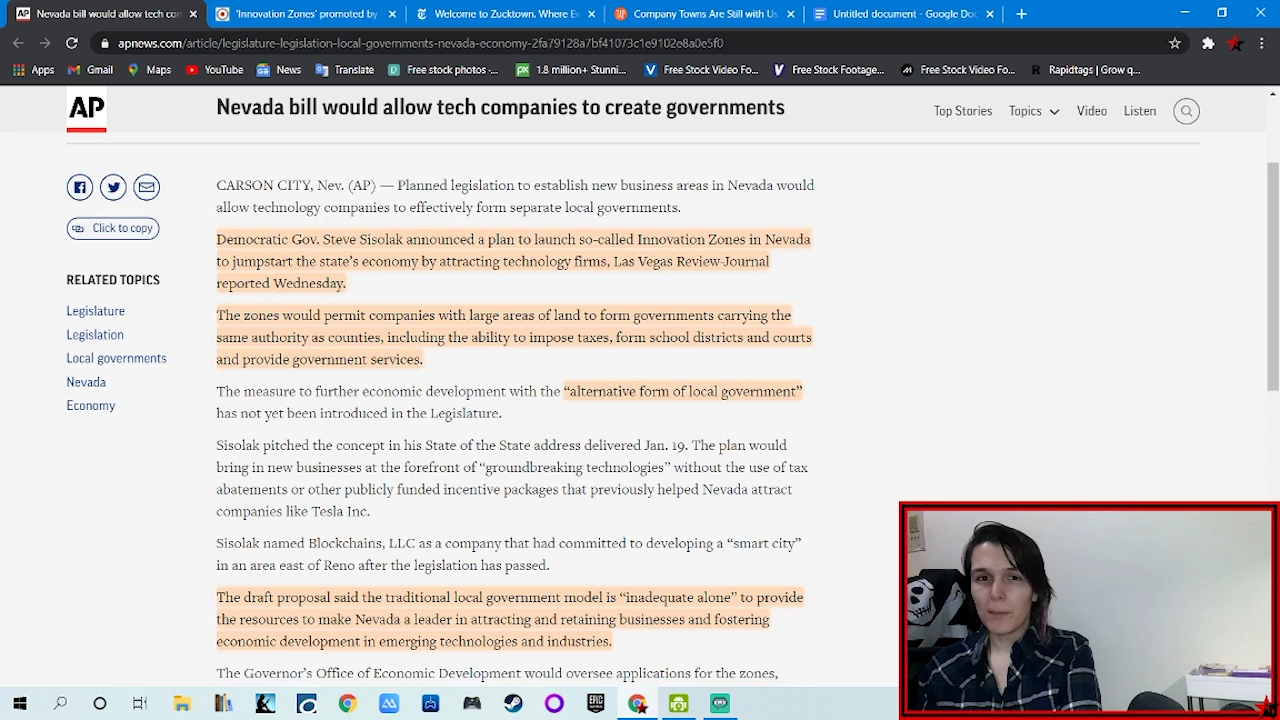 Nevada bill would allow tech com
'Innovation Zones' promoted by
Welcome to Zucktown. Where Ev
Company Towns Are Still with Us
Untitled document - Google Doc
apnews.com/article/legislature-legislation-local-governments-nevada-economy-2fa79128a7bf41073c1e9102e8a0e5f0
Apps
Gmail
Maps
YouTube
News
Translate
Free stock photos -...
1.8 million+ Stunni...
Free Stock Video Fo...
Free Stock Footage...
Free Stock Video Fo...
Rapidtags | Grow q...
AP
Nevada bill would allow tech companies to create governments
Top Stories
Topics
Video
Listen
Click to copy
RELATED TOPICS
Legislature
Legislation
Local governments
Nevada
Economy
CARSON CITY, Nev. (AP) — Planned legislation to establish new business areas in Nevada would
allow technology companies to effectively form separate local governments.
Democratic Gov. Steve Sisolak announced a plan to launch so-called Innovation Zones in Nevada
to jumpstart the state's economy by attracting technology firms, Las Vegas Review-Journal
reported Wednesday.
The zones would permit companies with large areas of land to form governments carrying the
same authority as counties, including the ability to impose taxes, form school districts and courts
and provide government services.
The measure to further economic development with the “alternative form of local government”
has not yet been introduced in the Legislature.
Sisolak pitched the concept in his State of the State address delivered Jan. 19. The plan would
bring in new businesses at the forefront of “groundbreaking technologies” without the use of tax
abatements or other publicly funded incentive packages that previously helped Nevada attract
companies like Tesla Inc.
Sisolak named Blockchains, LLC as a company that had committed to developing a “smart city”
in an area east of Reno after the legislation has passed.
The draft proposal said the traditional local government model is “inadequate alone” to provide
the resources to make Nevada a leader in attracting and retaining businesses and fostering
economic development in emerging technologies and industries.
The Governor's Office of Economic Development would oversee applications for the zones,